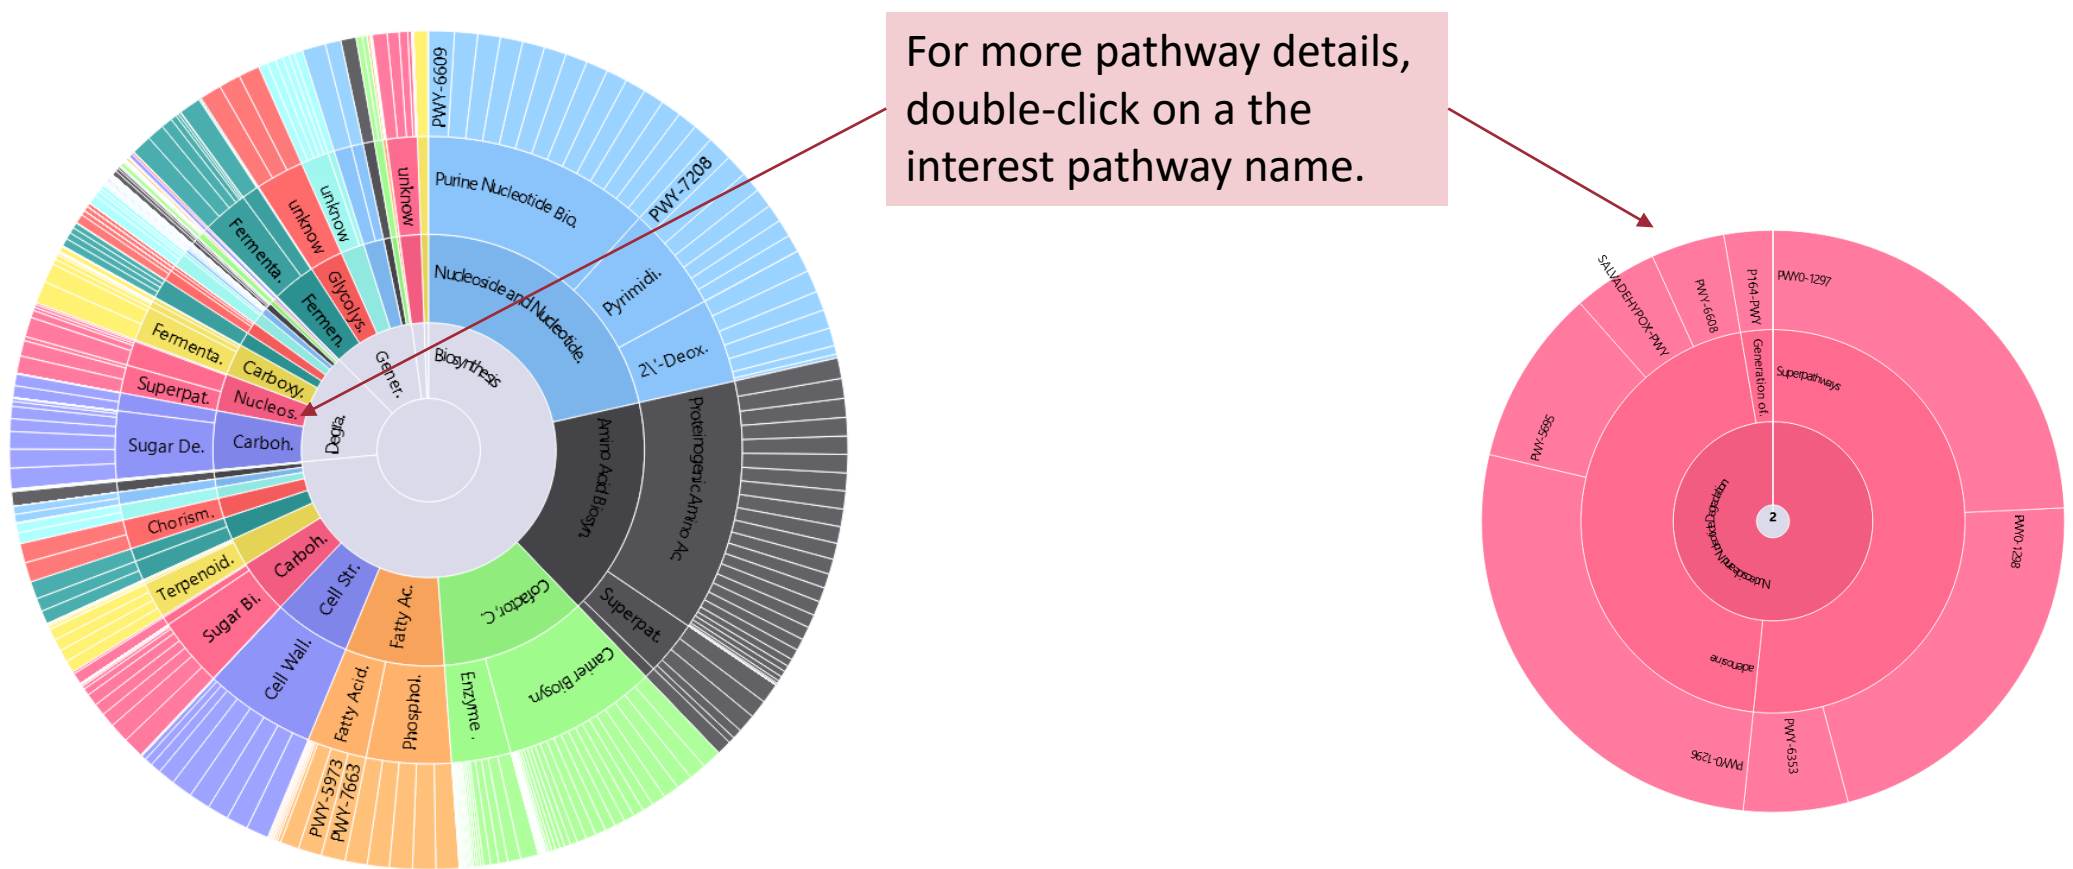 For more pathway details,
double-click on a the
interest pathway name.
PWY-6609
PWY-7208
Purine Nucleotide Bio.
Pyrimidi.
2\'-Deox.
Nucleoside and Nucleotide.
Biosynthesis
Gener.
Degra.
Proteinogenic Amino Ac.
Amino Acid Biosyn.
Superpat.
Cofactor, C.
Carrier Biosyn.
Enzyme .
Fatty Ac.
Phosphol.
Fatty Acid.
PWY-5973
PWY-7663
Cell Str.
Cell Wall.
Carboh.
Sugar Bi.
Terpenoid.
Chorism.
Carboh.
Sugar De.
Nucleos.
Superpat.
Carboxy.
Fermenta.
Fermen.
Fermenta.
Glycolys.
unknow
unknow
unknow
PWY0-1297
PWY0-1298
PWY-6353
PWY0-1296
PWY-5695
SALVADEHYPOX-PWY
PWY-6608
P164-PWY
Generation of.
Superpathways
adenosine
Nucleoside and Nucleotide Degradation
2